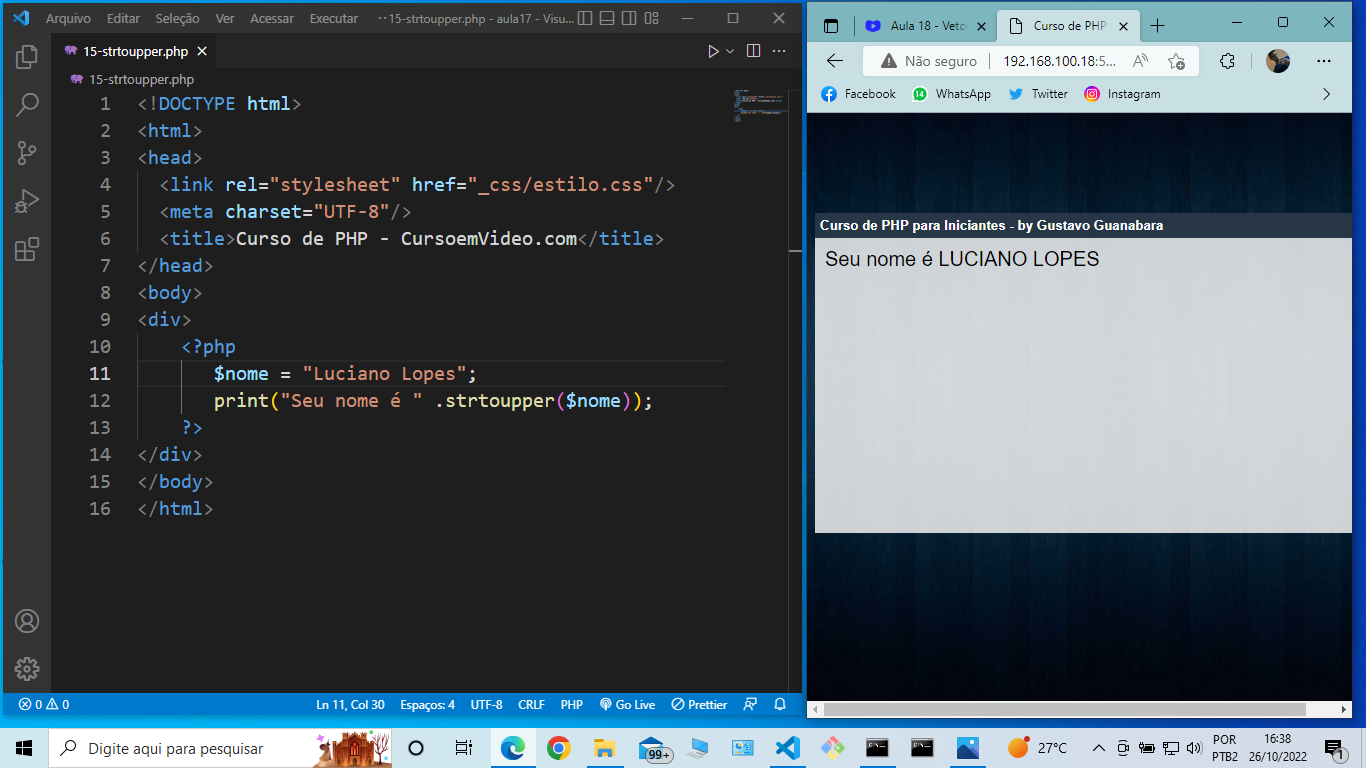 Arquivo Editar Seleção Ver Acessar Executar ··· 15-strtoupper.php - aula17 - Visu...
15-strtoupper.php
15-strtoupper.php
1 <!DOCTYPE html>
2 <html>
3 <head>
4 <link rel="stylesheet" href="_css/estilo.css"/>
5 <meta charset="UTF-8"/>
6 <title>Curso de PHP - CursoemVideo.com</title>
7 </head>
8 <body>
9 <div>
10 <?php
11 $nome = "Luciano Lopes";
12 print("Seu nome é " .strtoupper($nome));
13 ?>
14 </div>
15 </body>
16 </html>
0 0 Ln 11, Col 30 Espaços: 4 UTF-8 CRLF PHP Go Live Prettier
Aula 18 - Veto Curso de PHP
Não seguro 192.168.100.18:5...
Facebook 14 WhatsApp Twitter Instagram
Curso de PHP para Iniciantes - by Gustavo Guanabara
Seu nome é LUCIANO LOPES
Digite aqui para pesquisar 99+ 27°C POR 16:38
PTB2 26/10/2022 1